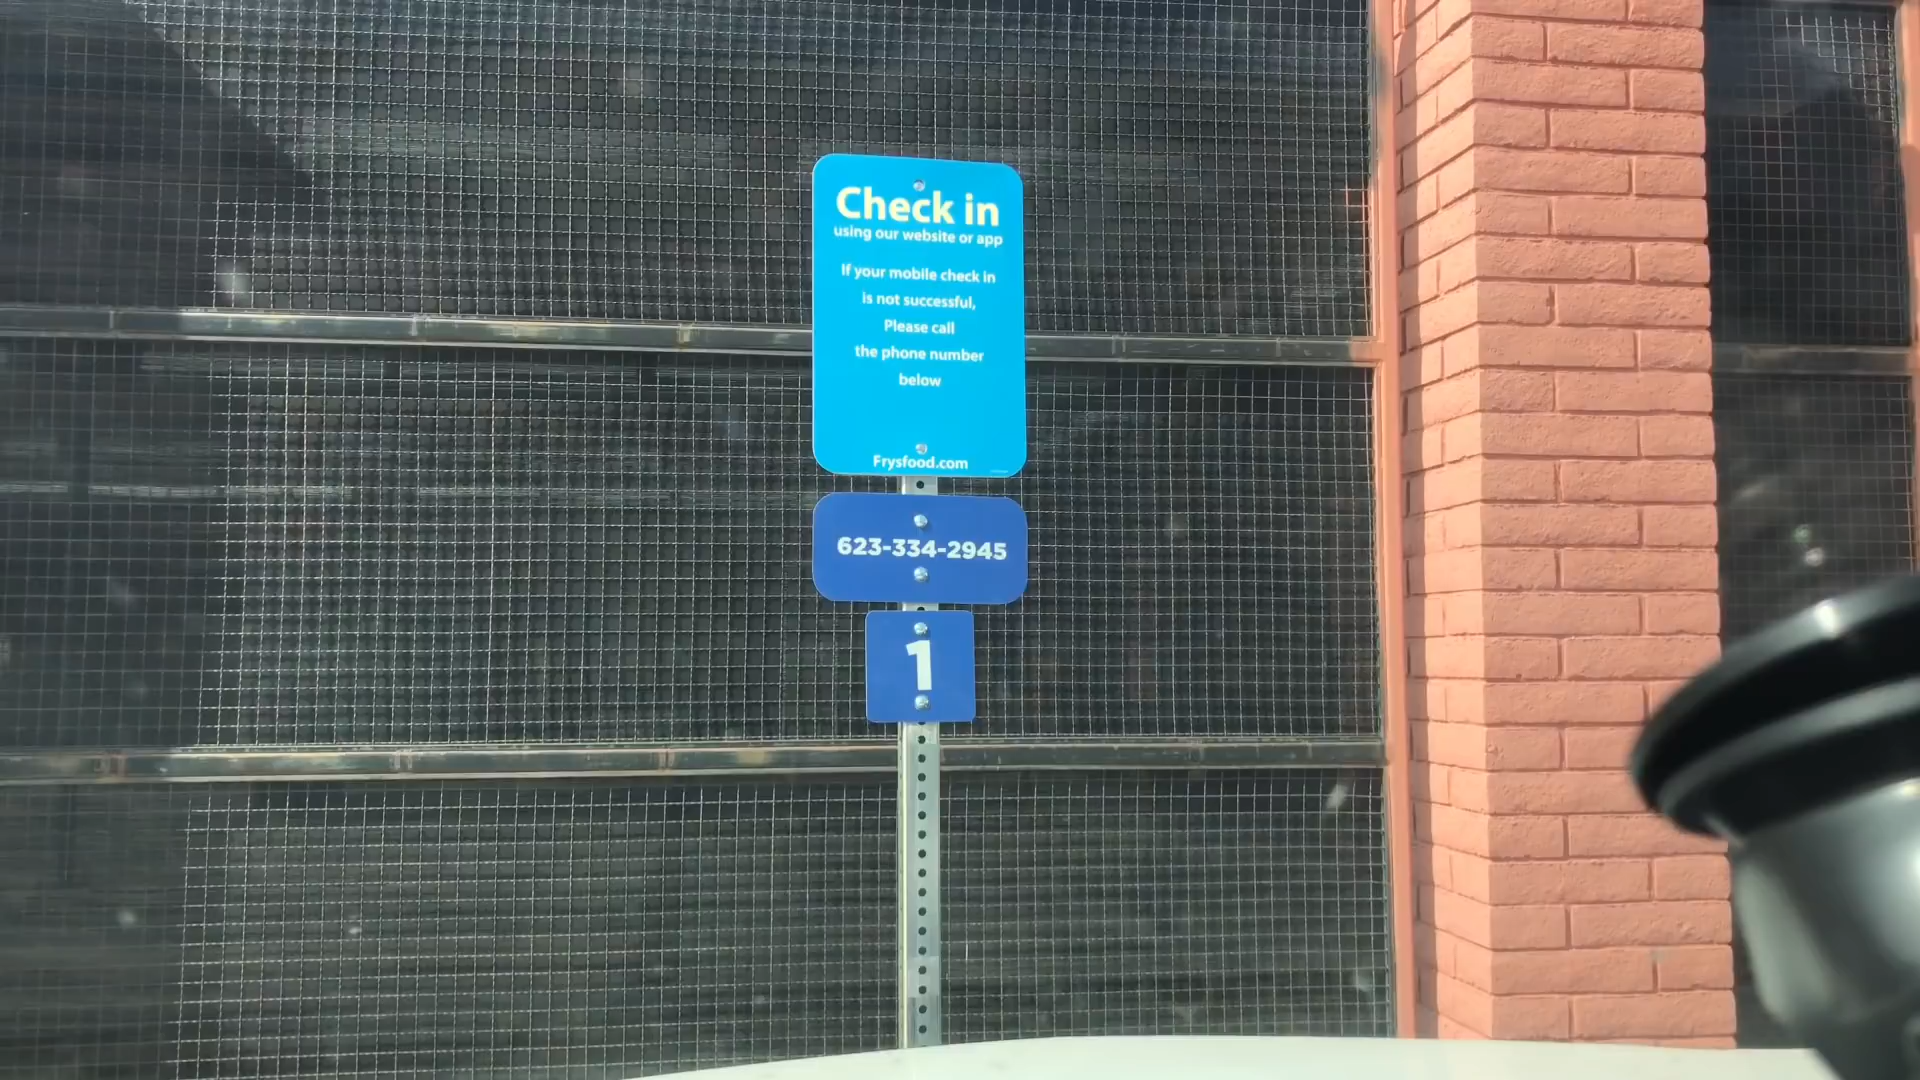 Check in
using our website or app
If your mobile check in
is not successful,
Please call
the phone number
below
Frysfood.com
623-334-2945
1